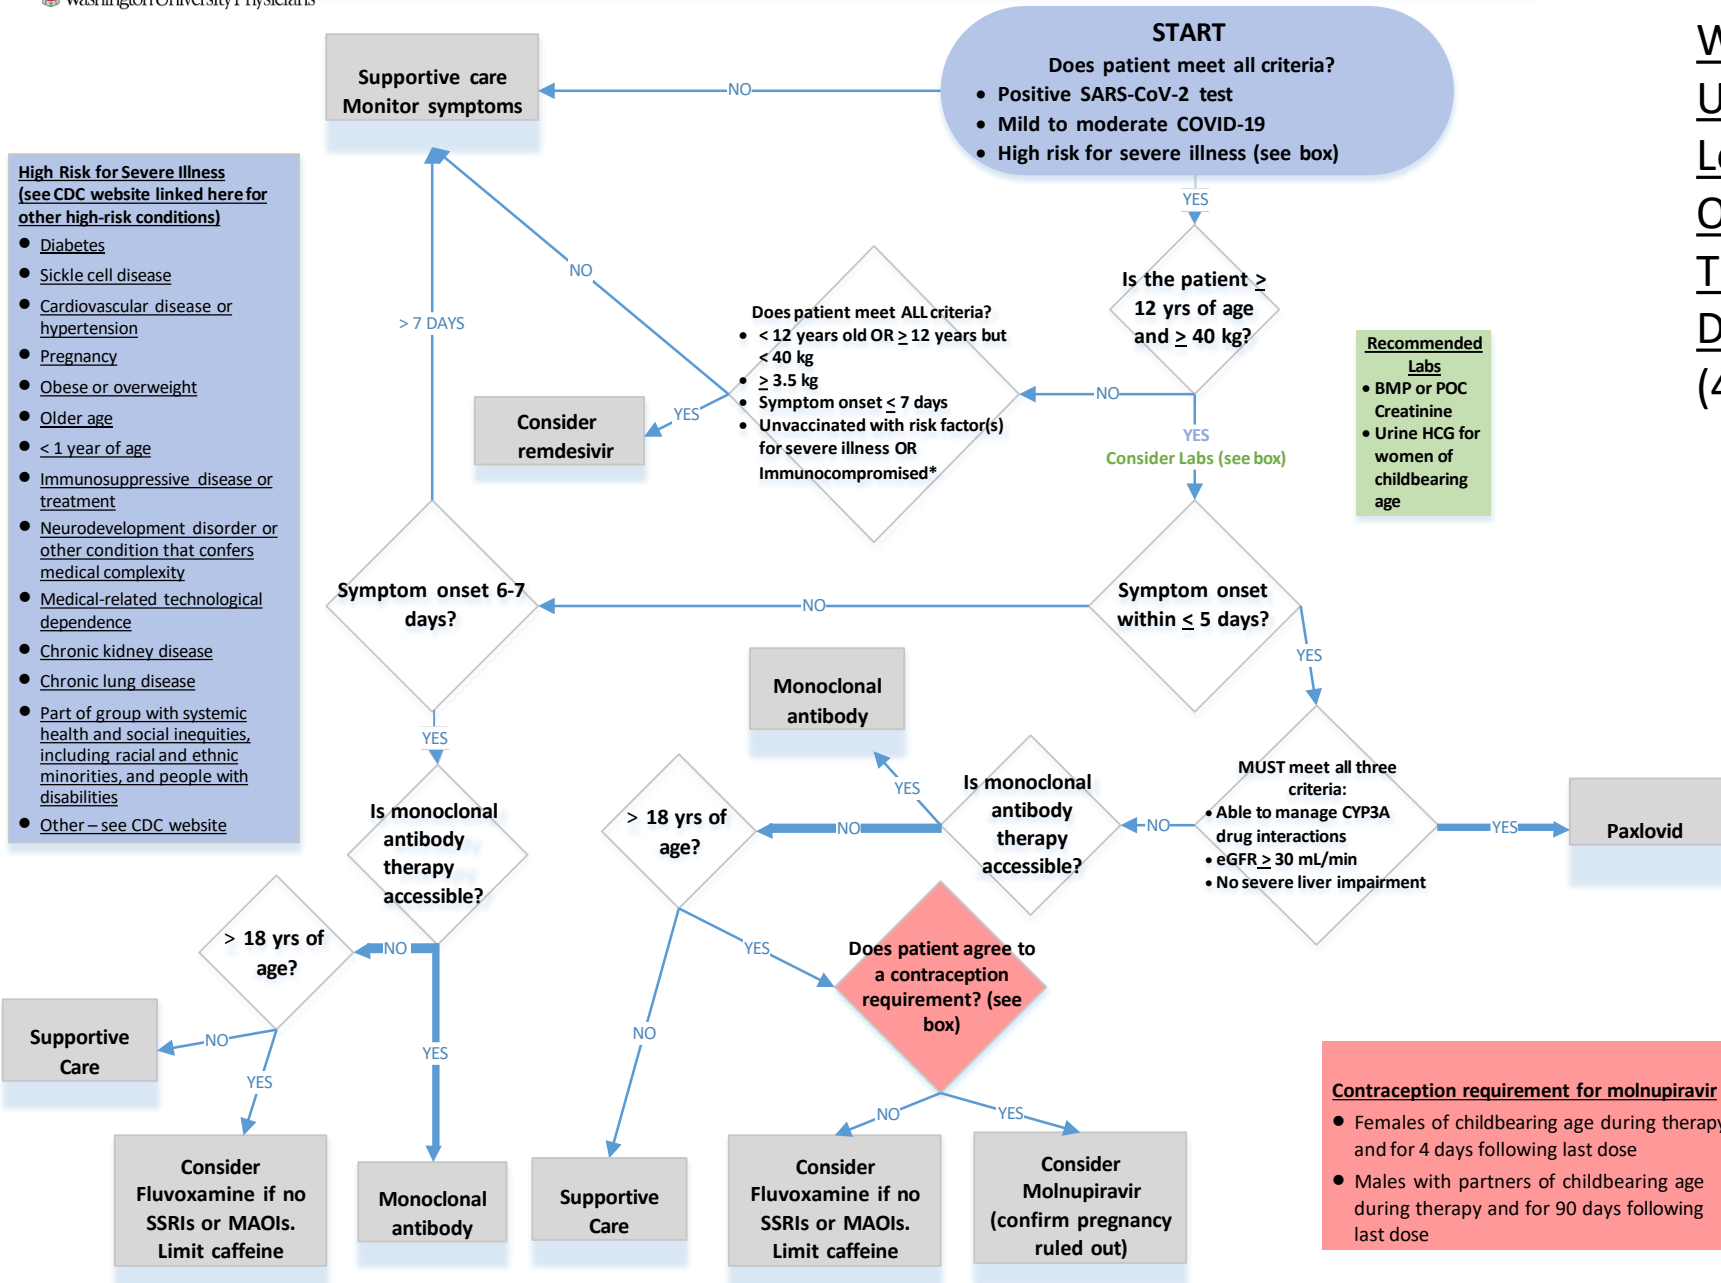 Washington University Physicians
START
Does patient meet all criteria?
• Positive SARS-CoV-2 test
• Mild to moderate COVID-19
• High risk for severe illness (see box)
NO
Supportive care
Monitor symptoms
YES
High Risk for Severe Illness
(see CDC website linked here for
other high-risk conditions)
• Diabetes
• Sickle cell disease
• Cardiovascular disease or
hypertension
• Pregnancy
• Obese or overweight
• Older age
• < 1 year of age
• Immunosuppressive disease or
treatment
• Neurodevelopment disorder or
other condition that confers
medical complexity
• Medical-related technological
dependence
• Chronic kidney disease
• Chronic lung disease
• Part of group with systemic
health and social inequities,
including racial and ethnic
minorities, and people with
disabilities
• Other – see CDC website
Is the patient ≥
12 yrs of age
and ≥ 40 kg?
NO
YES
Consider Labs (see box)
Recommended
Labs
• BMP or POC
Creatinine
• Urine HCG for
women of
childbearing
age
Does patient meet ALL criteria?
• < 12 years old OR ≥ 12 years but
< 40 kg
• ≥ 3.5 kg
• Symptom onset ≤ 7 days
• Unvaccinated with risk factor(s)
for severe illness OR
Immunocompromised*
NO
YES
Consider
remdesivir
> 7 DAYS
Symptom onset 6-7
days?
NO
Symptom onset
within ≤ 5 days?
YES
YES
MUST meet all three
criteria:
• Able to manage CYP3A
drug interactions
• eGFR ≥ 30 mL/min
• No severe liver impairment
YES
Paxlovid
NO
Is monoclonal
antibody
therapy
accessible?
YES
Monoclonal
antibody
NO
> 18 yrs of
age?
YES
NO
Is monoclonal
antibody
therapy
accessible?
NO
YES
> 18 yrs of
age?
NO
YES
Supportive
Care
Does patient agree to
a contraception
requirement? (see
box)
NO
YES
Consider
Fluvoxamine if no
SSRIs or MAOIs.
Limit caffeine
Monoclonal
antibody
Supportive
Care
Consider
Fluvoxamine if no
SSRIs or MAOIs.
Limit caffeine
Consider
Molnupiravir
(confirm pregnancy
ruled out)
Contraception requirement for molnupiravir
• Females of childbearing age during therapy
and for 4 days following last dose
• Males with partners of childbearing age
during therapy and for 90 days following
last dose